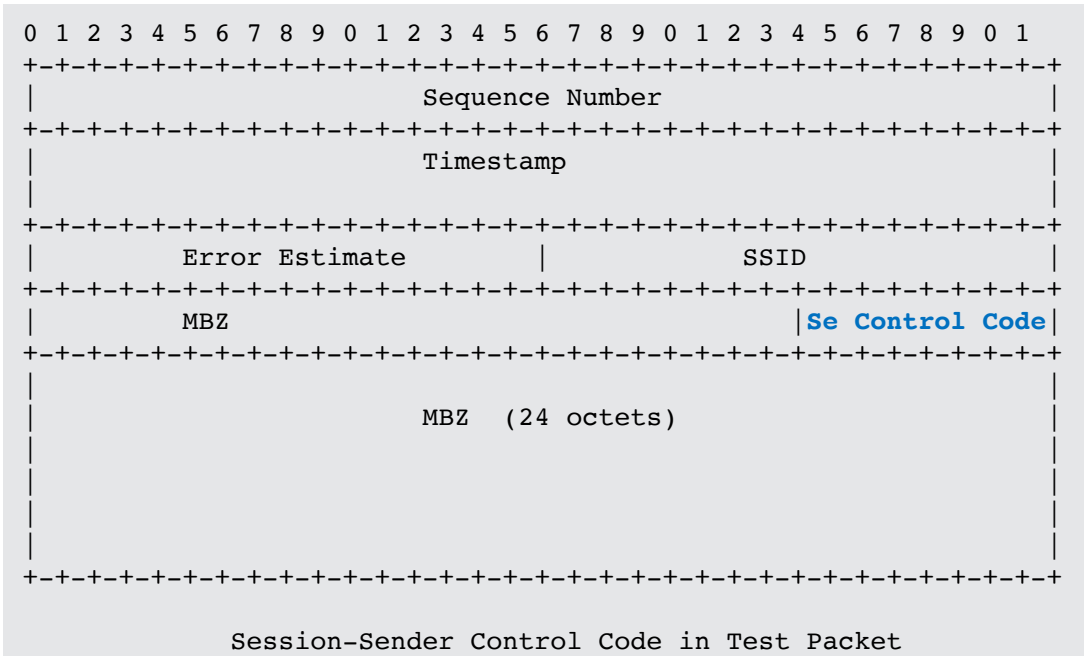 0 1 2 3 4 5 6 7 8 9 0 1 2 3 4 5 6 7 8 9 0 1 2 3 4 5 6 7 8 9 0 1
+-+-+-+-+-+-+-+-+-+-+-+-+-+-+-+-+-+-+-+-+-+-+-+-+-+-+-+-+-+-+-+-+
|                        Sequence Number                        |
+-+-+-+-+-+-+-+-+-+-+-+-+-+-+-+-+-+-+-+-+-+-+-+-+-+-+-+-+-+-+-+-+
|                        Timestamp                              |
|                                                               |
+-+-+-+-+-+-+-+-+-+-+-+-+-+-+-+-+-+-+-+-+-+-+-+-+-+-+-+-+-+-+-+-+
|         Error Estimate        |            SSID               |
+-+-+-+-+-+-+-+-+-+-+-+-+-+-+-+-+-+-+-+-+-+-+-+-+-+-+-+-+-+-+-+-+
|         MBZ                                   |Se Control Code|
+-+-+-+-+-+-+-+-+-+-+-+-+-+-+-+-+-+-+-+-+-+-+-+-+-+-+-+-+-+-+-+-+
|                                                               |
|                        MBZ  (24 octets)                       |
|                                                               |
|                                                               |
|                                                               |
|                                                               |
+-+-+-+-+-+-+-+-+-+-+-+-+-+-+-+-+-+-+-+-+-+-+-+-+-+-+-+-+-+-+-+-+
Session-Sender Control Code in Test Packet